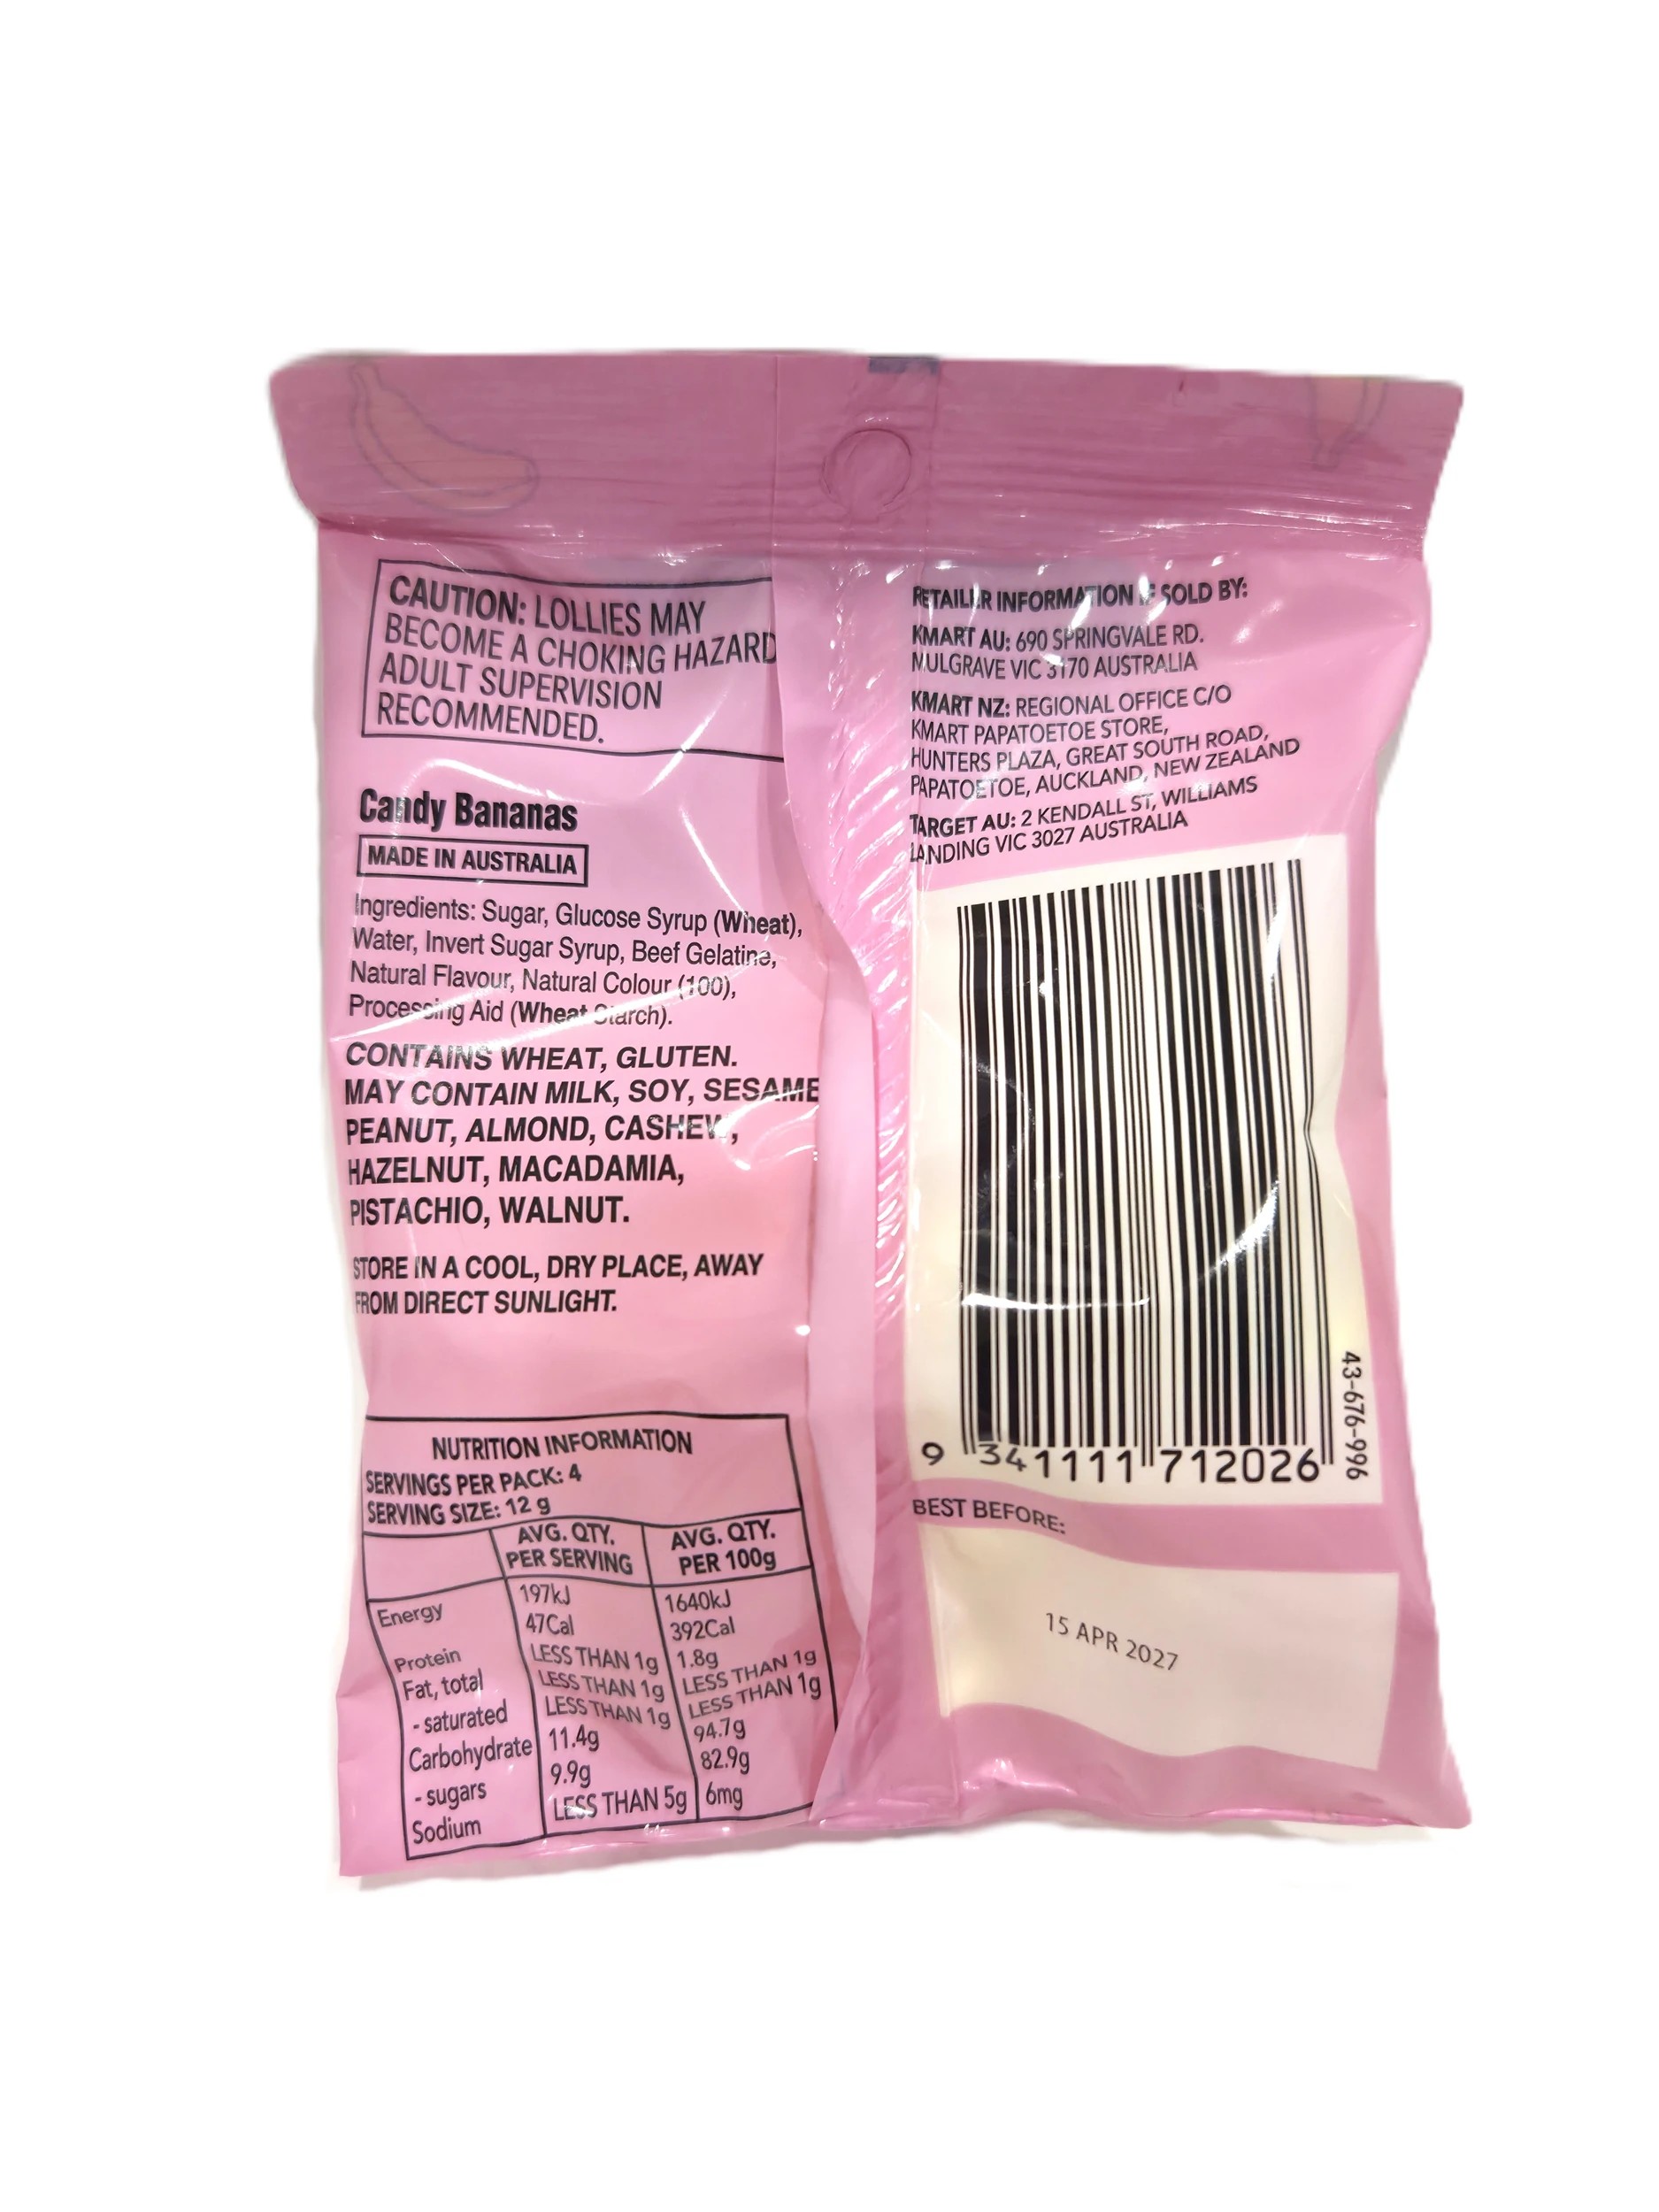 CAUTION: LOLLIES MAY
BECOME A CHOKING HAZARD
ADULT SUPERVISION
RECOMMENDED.
Candy Bananas
MADE IN AUSTRALIA
Ingredients: Sugar, Glucose Syrup (Wheat),
Water, Invert Sugar Syrup, Beef Gelatine,
Natural Flavour, Natural Colour (100),
Processing Aid (Wheat Starch).
CONTAINS WHEAT, GLUTEN.
MAY CONTAIN MILK, SOY, SESAME
PEANUT, ALMOND, CASHEW,
HAZELNUT, MACADAMIA,
PISTACHIO, WALNUT.
STORE IN A COOL, DRY PLACE, AWAY
FROM DIRECT SUNLIGHT.
NUTRITION INFORMATION
SERVINGS PER PACK: 4
SERVING SIZE: 12 g
AVG. QTY. PER SERVING AVG. QTY. PER 100g
Energy 197kJ 1640kJ
47Cal 392Cal
Protein LESS THAN 1g 1.8g
Fat, total LESS THAN 1g LESS THAN 1g
- saturated LESS THAN 1g LESS THAN 1g
Carbohydrate 11.4g 94.7g
- sugars 9.9g 82.9g
Sodium LESS THAN 5g 6mg
RETAILER INFORMATION IF SOLD BY:
KMART AU: 690 SPRINGVALE RD.
MULGRAVE VIC 3170 AUSTRALIA
KMART NZ: REGIONAL OFFICE C/O
KMART PAPATOETOE STORE,
HUNTERS PLAZA, GREAT SOUTH ROAD,
PAPATOETOE, AUCKLAND, NEW ZEALAND
TARGET AU: 2 KENDALL ST, WILLIAMS
LANDING VIC 3027 AUSTRALIA
9 341111 712026
43-676-996
BEST BEFORE:
15 APR 2027